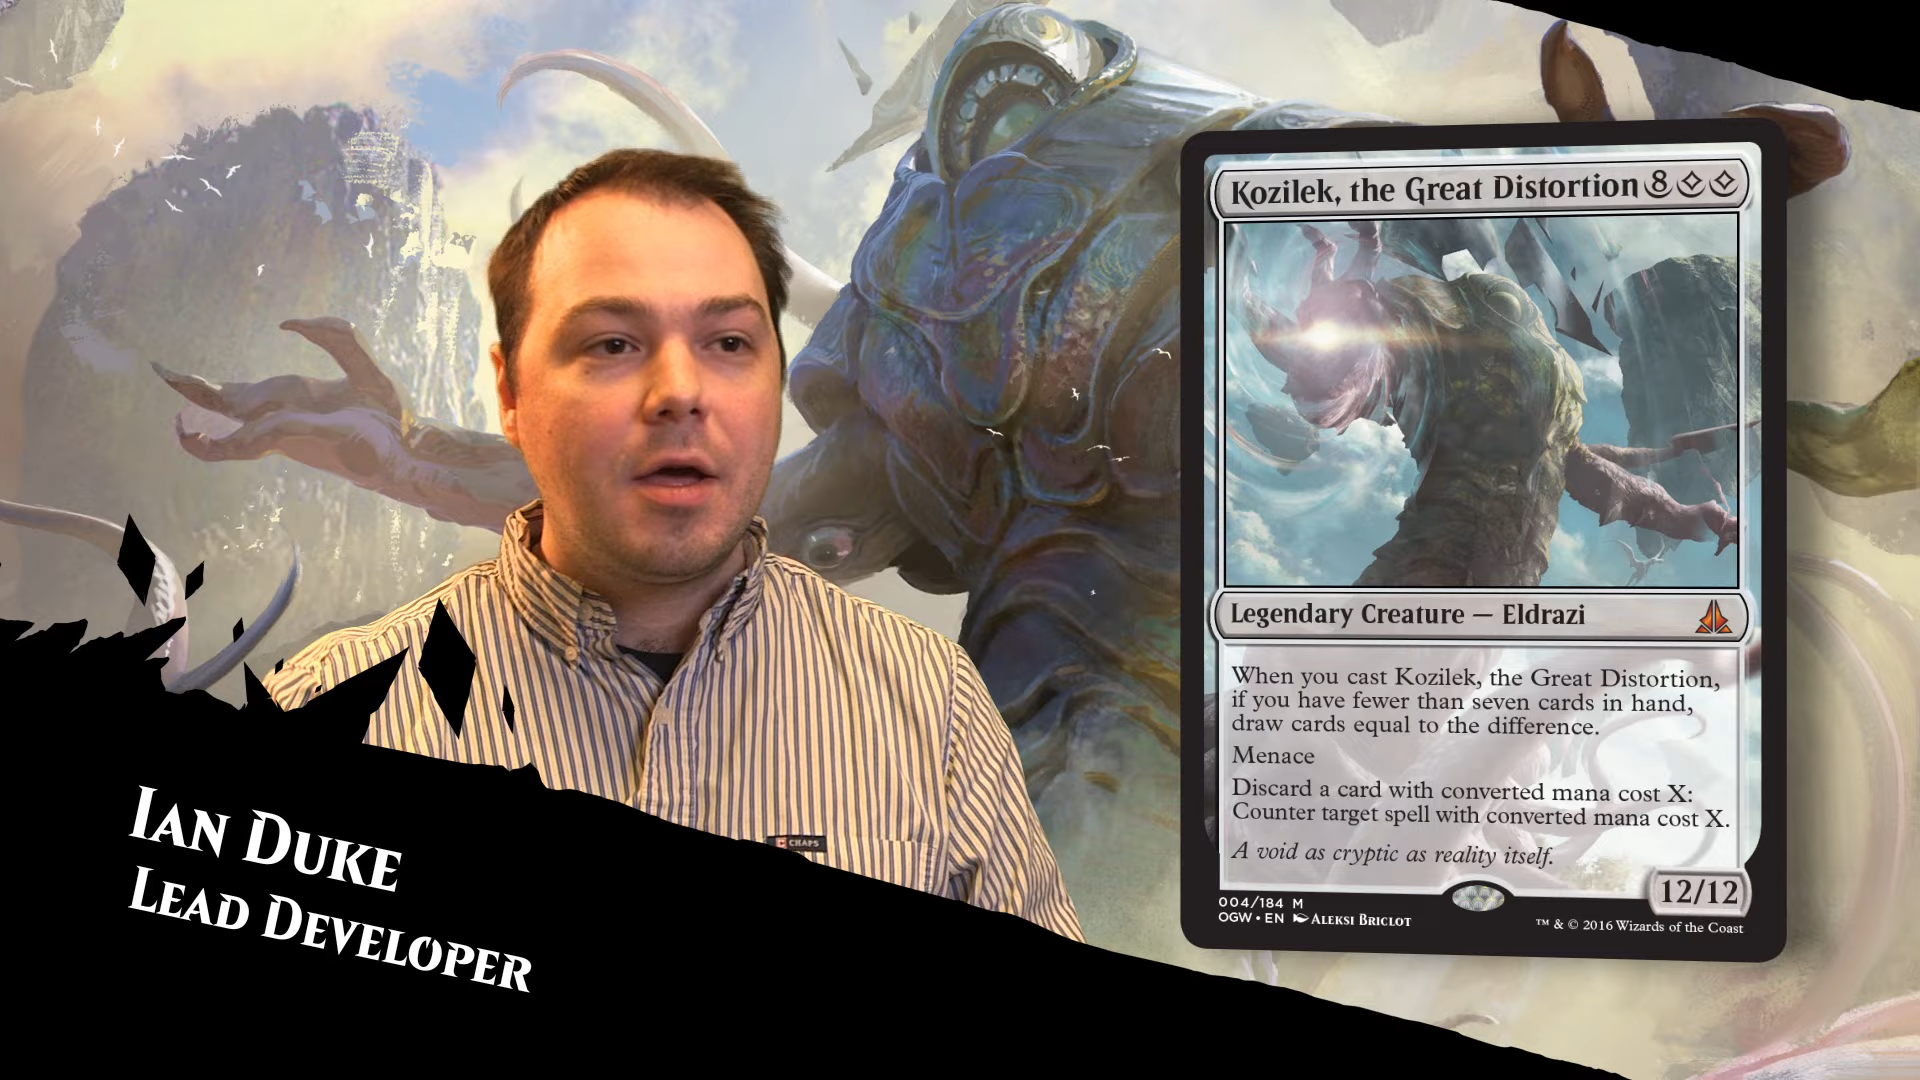 Ian Duke
Lead Developer
CHAPS
Kozilek, the Great Distortion 8
Legendary Creature — Eldrazi
When you cast Kozilek, the Great Distortion,
if you have fewer than seven cards in hand,
draw cards equal to the difference.
Menace
Discard a card with converted mana cost X:
Counter target spell with converted mana cost X.
A void as cryptic as reality itself.
12/12
004/184 M
OGW • EN Aleksi Briclot
™ & © 2016 Wizards of the Coast